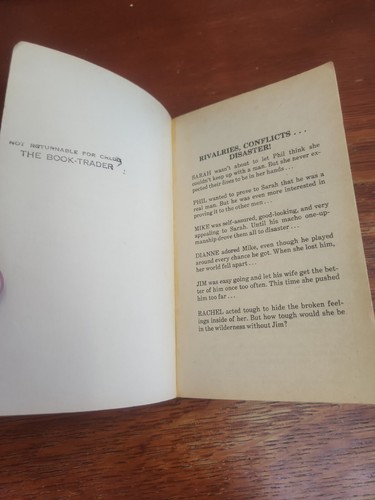 NOT RETURNABLE FOR CREDIT
THE BOOK-TRADER
RIVALRIES, CONFLICTS . . .
DISASTER!
SARAH wasn't about to let Phil think she
couldn't keep up with a man. But she never ex-
pected their lives to be in her hands . . .
PHIL wanted to prove to Sarah that he was a
real man. But he was even more interested in
proving it to the other men . . .
MIKE was self-assured, good-looking, and very
appealing to Sarah. Until his macho one-up-
manship drove them all to disaster . . .
DIANNE adored Mike, even though he played
around every chance he got. When she lost him,
her world fell apart . . .
JIM was easy going and let his wife get the bet-
ter of him once too often. This time she pushed
him too far . . .
RACHEL acted tough to hide the broken feel-
ings inside of her. But how tough would she be
in the wilderness without Jim?